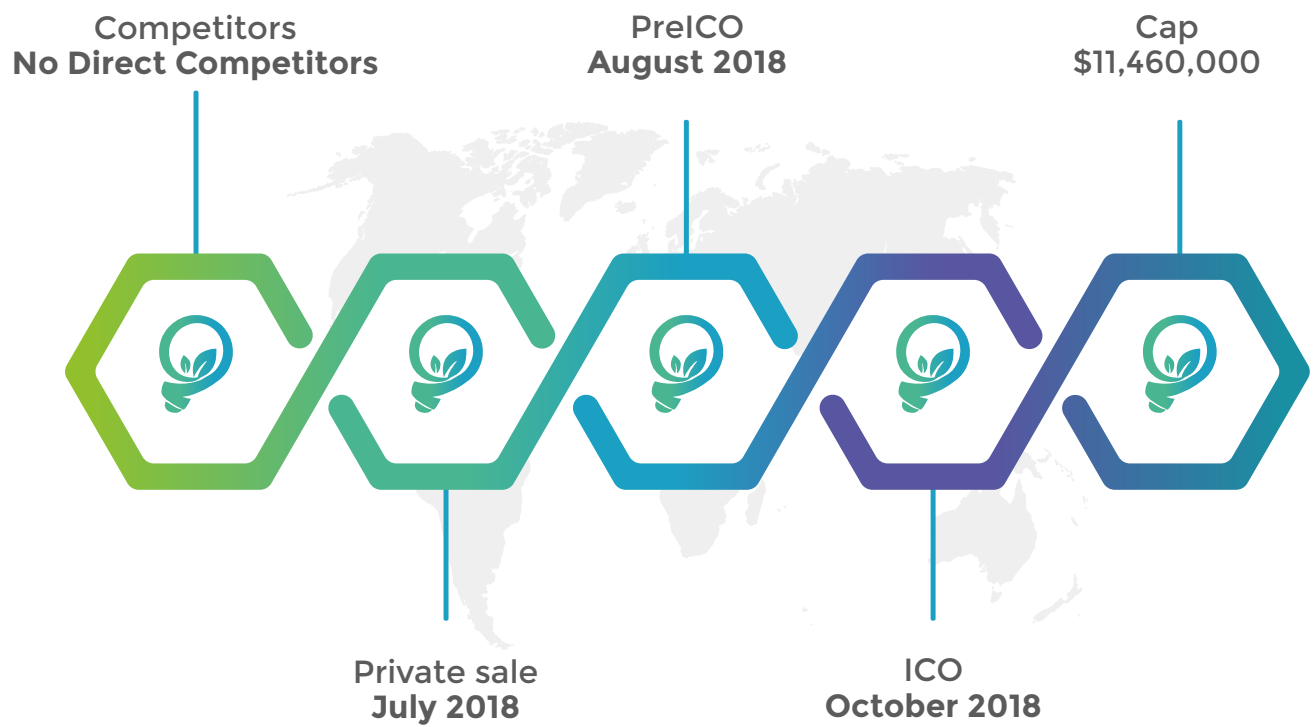 Competitors
No Direct Competitors
PreICO
August 2018
Cap
$11,460,000
Private sale
July 2018
ICO
October 2018